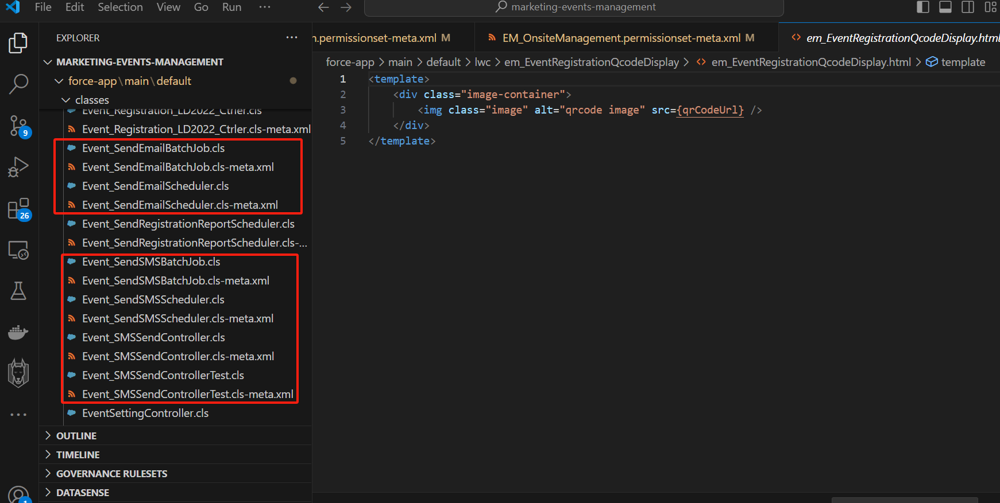 File Edit Selection View Go Run ···
marketing-events-management
EXPLORER ···
MARKETING-EVENTS-MANAGEMENT
force-app\main\default
classes
Event_Registration_LD2022_Ctrler.cls
Event_Registration_LD2022_Ctrler.cls-meta.xml
Event_SendEmailBatchJob.cls
Event_SendEmailBatchJob.cls-meta.xml
Event_SendEmailScheduler.cls
Event_SendEmailScheduler.cls-meta.xml
Event_SendRegistrationReportScheduler.cls
Event_SendRegistrationReportScheduler.cls-...
Event_SendSMSBatchJob.cls
Event_SendSMSBatchJob.cls-meta.xml
Event_SendSMSScheduler.cls
Event_SendSMSScheduler.cls-meta.xml
Event_SMSSendController.cls
Event_SMSSendController.cls-meta.xml
Event_SMSSendControllerTest.cls
Event_SMSSendControllerTest.cls-meta.xml
EventSettingController.cls
OUTLINE
TIMELINE
GOVERNANCE RULESETS
DATASENSE
9
26
1
.permissionset-meta.xml M
EM_OnsiteManagement.permissionset-meta.xml M
em_EventRegistrationQcodeDisplay.html
force-app > main > default > lwc > em_EventRegistrationQcodeDisplay > em_EventRegistrationQcodeDisplay.html > template
1 <template>
2 <div class="image-container">
3 <img class="image" alt="qrcode image" src={qrCodeUrl} />
4 </div>
5 </template>